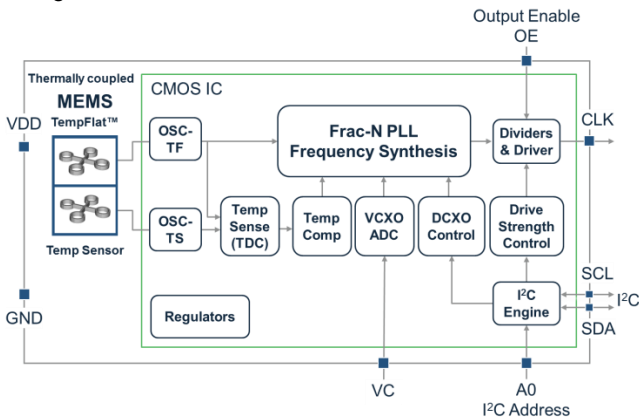 Output Enable
OE
Thermally coupled
MEMS
TempFlat™
CMOS IC
VDD
CLK
OSC-
TF
Frac-N PLL
Frequency Synthesis
Dividers
& Driver
OSC-
TS
Temp
Sense
(TDC)
Temp
Comp
VCXO
ADC
DCXO
Control
Drive
Strength
Control
Temp Sensor
SCL
I²C
Engine
I²C
SDA
GND
Regulators
VC
A0
I²C Address